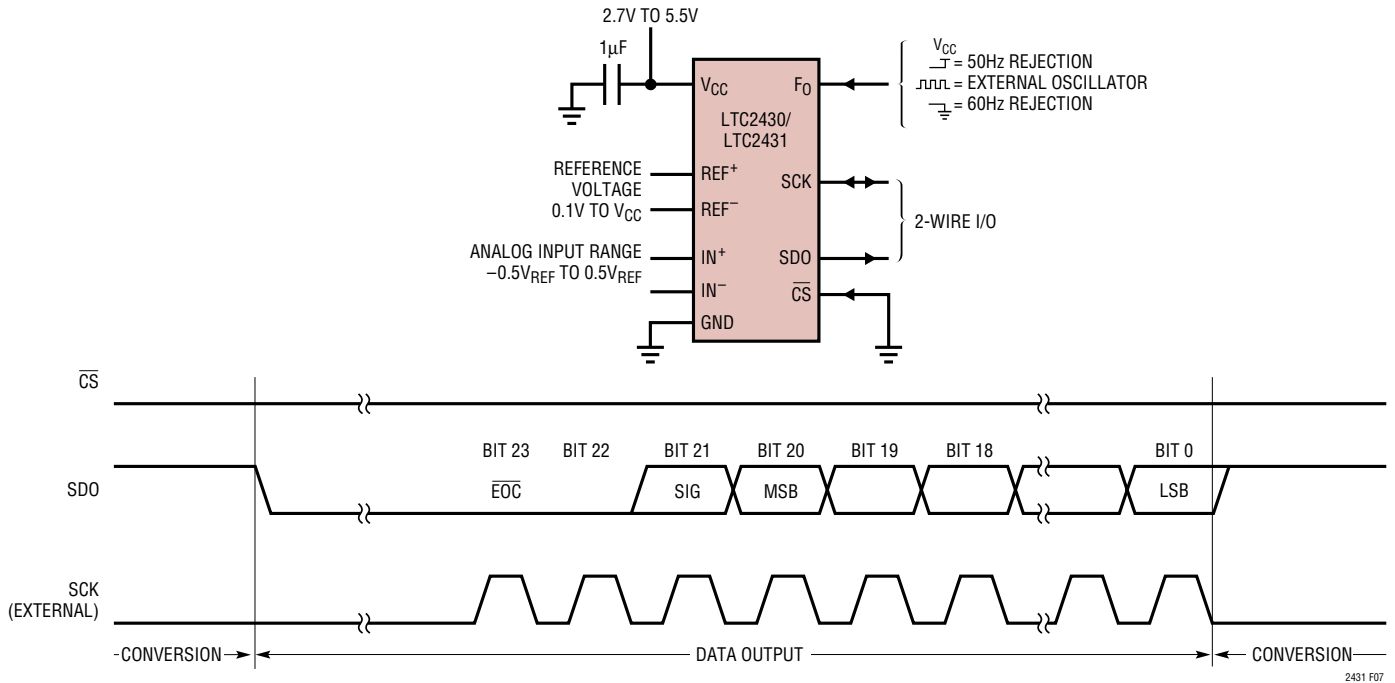 2.7V TO 5.5V
1µF
VCC
FO
LTC2430/
LTC2431
VCC
= 50Hz REJECTION
= EXTERNAL OSCILLATOR
= 60Hz REJECTION
REFERENCE
VOLTAGE
0.1V TO VCC
REF+
REF–
SCK
2-WIRE I/O
ANALOG INPUT RANGE
–0.5VREF TO 0.5VREF
IN+
IN–
SDO
CS
GND
CS
BIT 23 BIT 22 BIT 21 BIT 20 BIT 19 BIT 18 BIT 0
SDO
EOC SIG MSB LSB
SCK
(EXTERNAL)
CONVERSION DATA OUTPUT CONVERSION
2431 F07